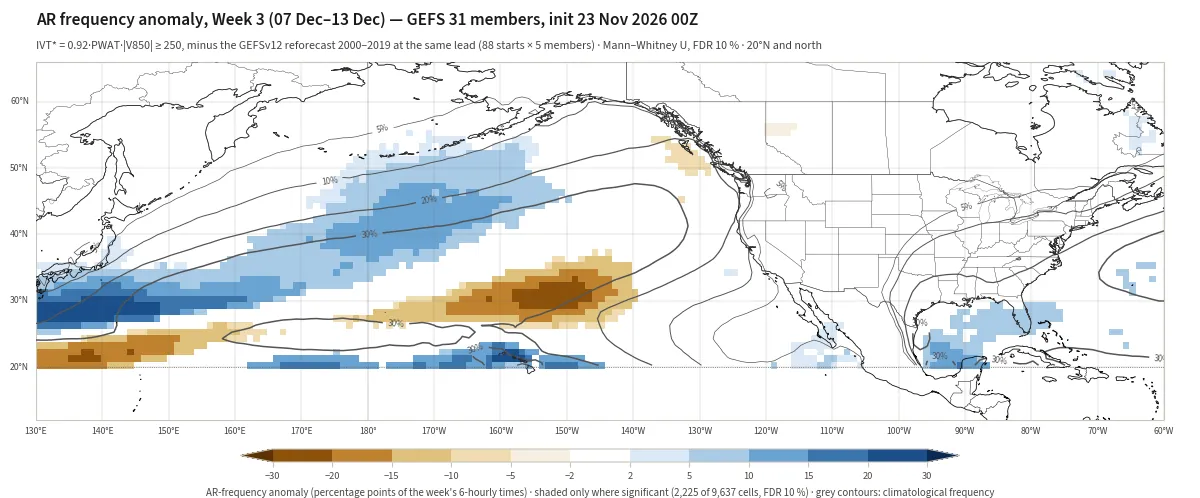 AR frequency anomaly, Week 3 (07 Dec–13 Dec) — GEFS 31 members, init 23 Nov 2026 00Z
IVT* = 0.92·PWAT·|V850| ≥ 250, minus the GEFSv12 reforecast 2000–2019 at the same lead (88 starts × 5 members) · Mann–Whitney U, FDR 10 % · 20°N and north
60°N
5%
50°N
10%
5%
20%
5%
40°N
30%
30°N
30%
30%
30%
30%
30%
20°N
130°E 140°E 150°E 160°E 170°E 180° 170°W 160°W 150°W 140°W 130°W 120°W 110°W 100°W 90°W 80°W 70°W 60°W
−30 −20 −15 −10 −5 −2 2 5 10 15 20 30
AR-frequency anomaly (percentage points of the week's 6-hourly times) · shaded only where significant (2,225 of 9,637 cells, FDR 10 %) · grey contours: climatological frequency